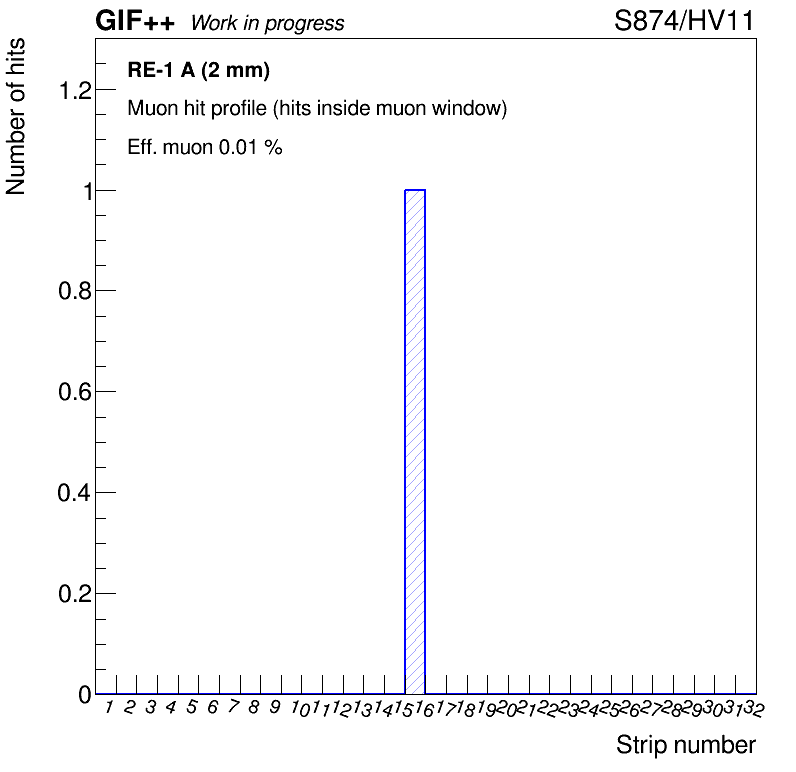 GIF++ Work in progress S874/HV11
Number of hits
RE-1 A (2 mm)
Muon hit profile (hits inside muon window)
Eff. muon 0.01 %
1.2
1
0.8
0.6
0.4
0.2
0
1 2 3 4 5 6 7 8 9 10 11 12 13 14 15 16 17 18 19 20 21 22 23 24 25 26 27 28 29 30 31 32
Strip number